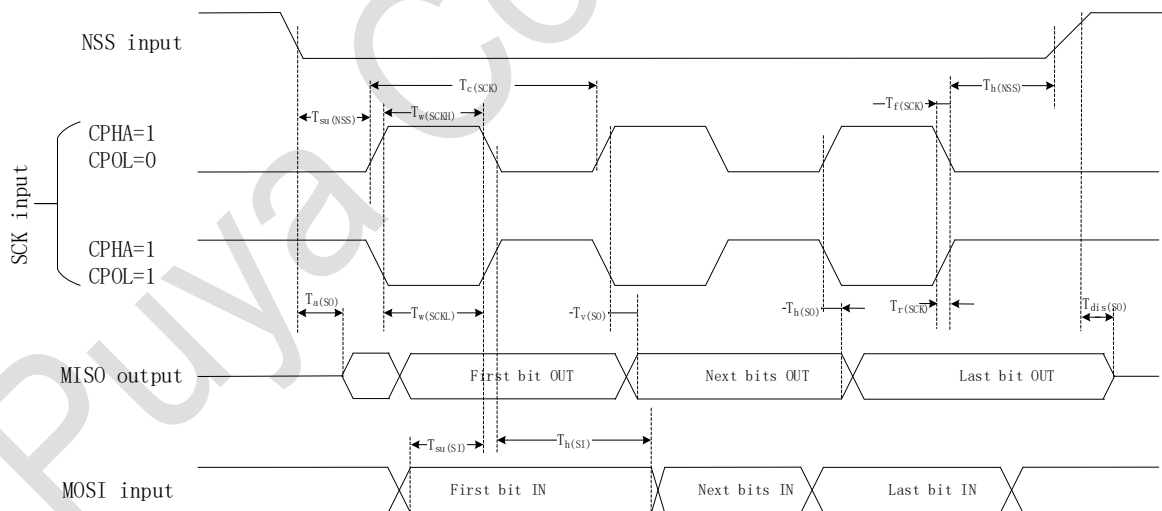 NSS input
Tc(SCK)
Tsu(NSS)
Tw(SCKH)
Tf(SCK)
Th(NSS)
SCK input
CPHA=1
CPOL=0
CPHA=1
CPOL=1
Ta(SO)
Tw(SCKL)
Tv(SO)
Th(SO)
Tr(SCK)
Tdis(SO)
MISO output
First bit OUT
Next bits OUT
Last bit OUT
Tsu(SI)
Th(SI)
MOSI input
First bit IN
Next bits IN
Last bit IN
Puya Co